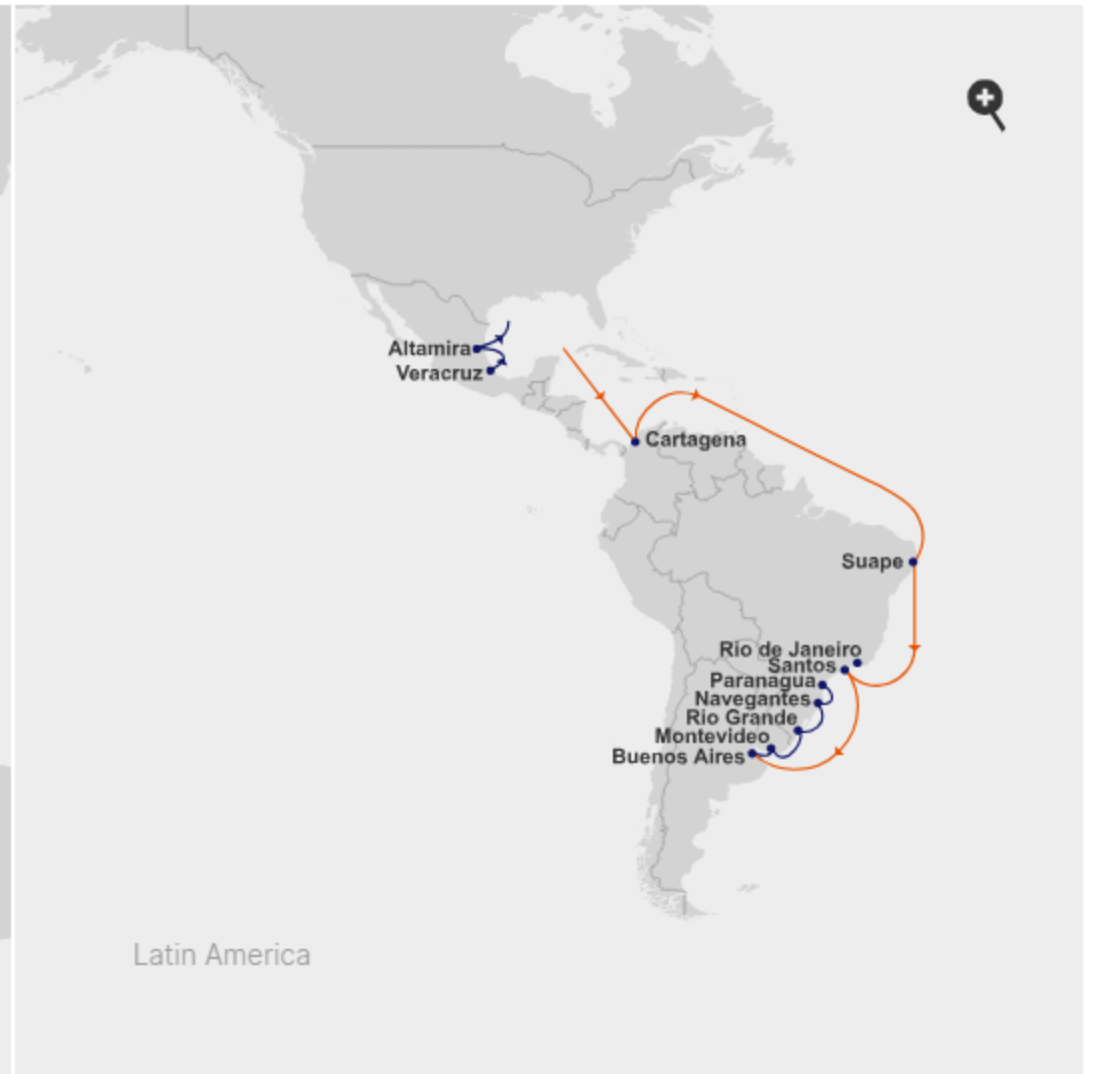 Altamira
Veracruz
Cartagena
Suape
Rio de Janeiro
Santos
Paranagua
Navegantes
Rio Grande
Montevideo
Buenos Aires
Latin America